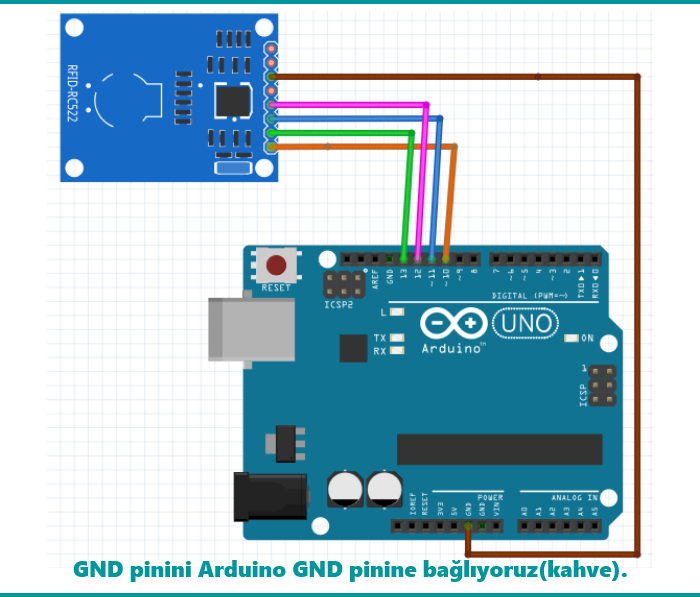 RFID-RC522
RESET
ICSP2
AREF
GND
13
12
~11
~10
~9
8
7
~6
~5
4
~3
2
TXD▶1
RXD◀0
DIGITAL (PWM=~)
L
TX
RX
Arduino™
UNO
ON
1
ICSP
IOREF
RESET
3V3
5V
GND
GND
VIN
POWER
ANALOG IN
A0
A1
A2
A3
A4
A5
GND pinini Arduino GND pinine bağlıyoruz(kahve).